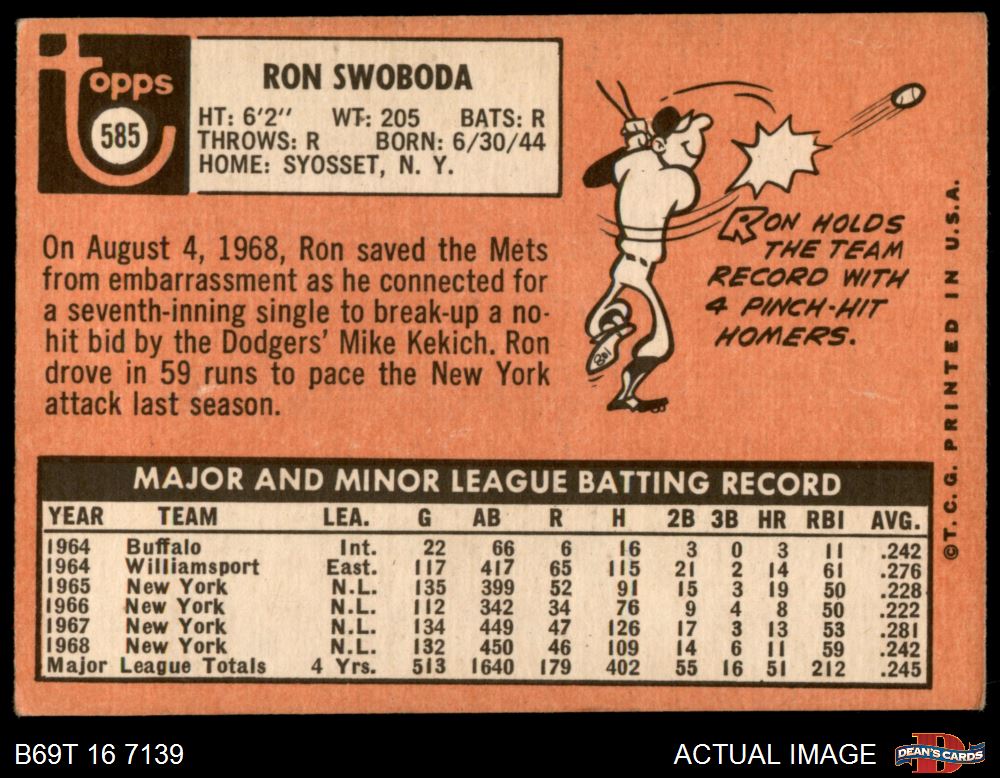 topps
585
RON SWOBODA
HT: 6'2" WT: 205 BATS: R
THROWS: R BORN: 6/30/44
HOME: SYOSSET, N. Y.
On August 4, 1968, Ron saved the Mets
from embarrassment as he connected for
a seventh-inning single to break-up a no-
hit bid by the Dodgers' Mike Kekich. Ron
drove in 59 runs to pace the New York
attack last season.
RON HOLDS
THE TEAM
RECORD WITH
4 PINCH-HIT
HOMERS.
©T. C. G. PRINTED IN U.S.A.
MAJOR AND MINOR LEAGUE BATTING RECORD
YEAR TEAM LEA. G AB R H 2B 3B HR RBI AVG.
1964 Buffalo Int. 22 66 6 16 3 0 3 11 .242
1964 Williamsport East. 117 417 65 115 21 2 14 61 .276
1965 New York N.L. 135 399 52 91 15 3 19 50 .228
1966 New York N.L. 112 342 34 76 9 4 8 50 .222
1967 New York N.L. 134 449 47 126 17 3 13 53 .281
1968 New York N.L. 132 450 46 109 14 6 11 59 .242
Major League Totals 4 Yrs. 513 1640 179 402 55 16 51 212 .245
B69T 16 7139
ACTUAL IMAGE
DEAN'S CARDS